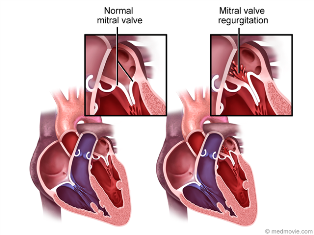 Normal
mitral valve
Mitral valve
regurgitation
© medmovie.com